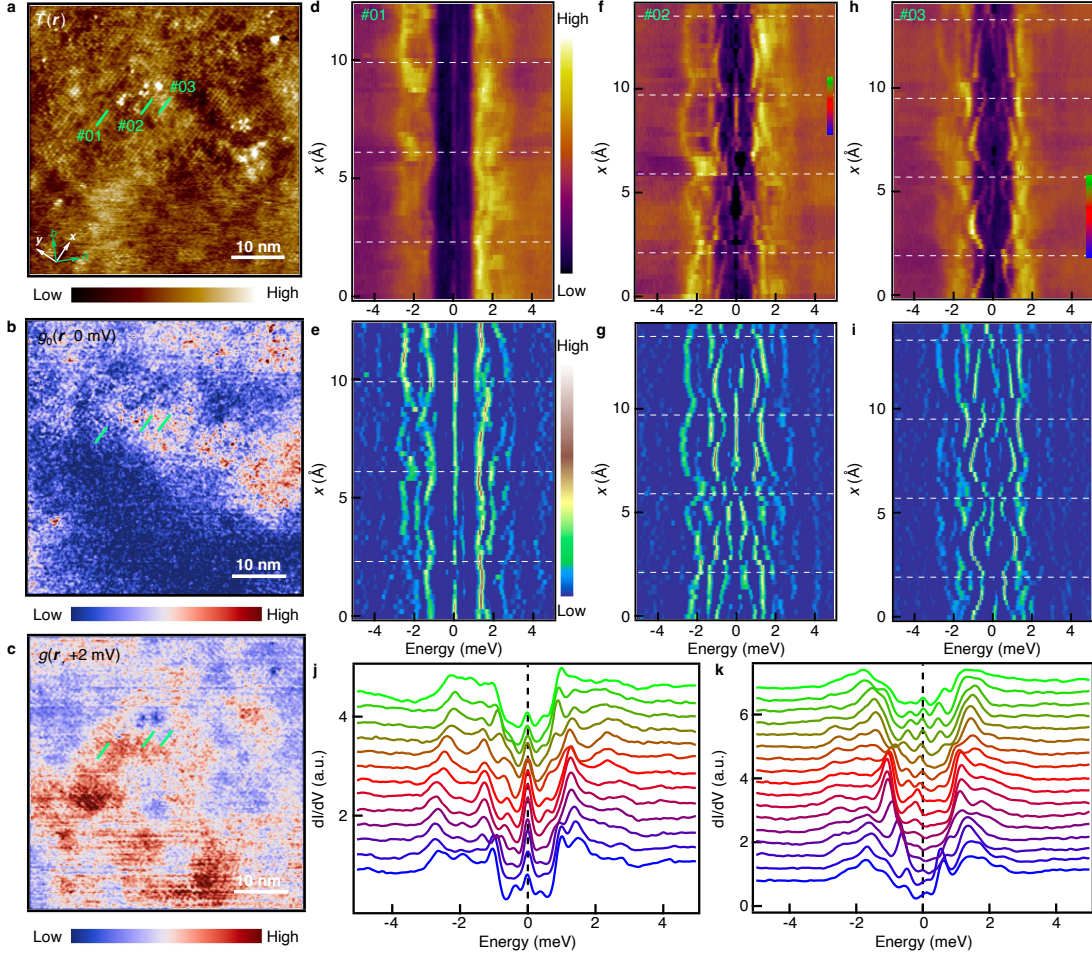 a
T(r)
#01
#02
#03
y
x
10 nm
Low
High
b
g₀(r, 0 mV)
10 nm
Low
High
c
g(r, +2 mV)
10 nm
Low
High
d
#01
High
Low
x (Å)
10
5
0
-4 -2 0 2 4
e
High
Low
x (Å)
10
5
0
-4 -2 0 2 4
Energy (meV)
f
#02
x (Å)
10
5
0
-4 -2 0 2 4
g
x (Å)
10
5
0
-4 -2 0 2 4
Energy (meV)
h
#03
x (Å)
10
5
0
-4 -2 0 2 4
i
x (Å)
10
5
0
-4 -2 0 2 4
Energy (meV)
j
dI/dV (a.u.)
4
2
-4 -2 0 2 4
Energy (meV)
k
dI/dV (a.u.)
6
4
2
0
-4 -2 0 2 4
Energy (meV)